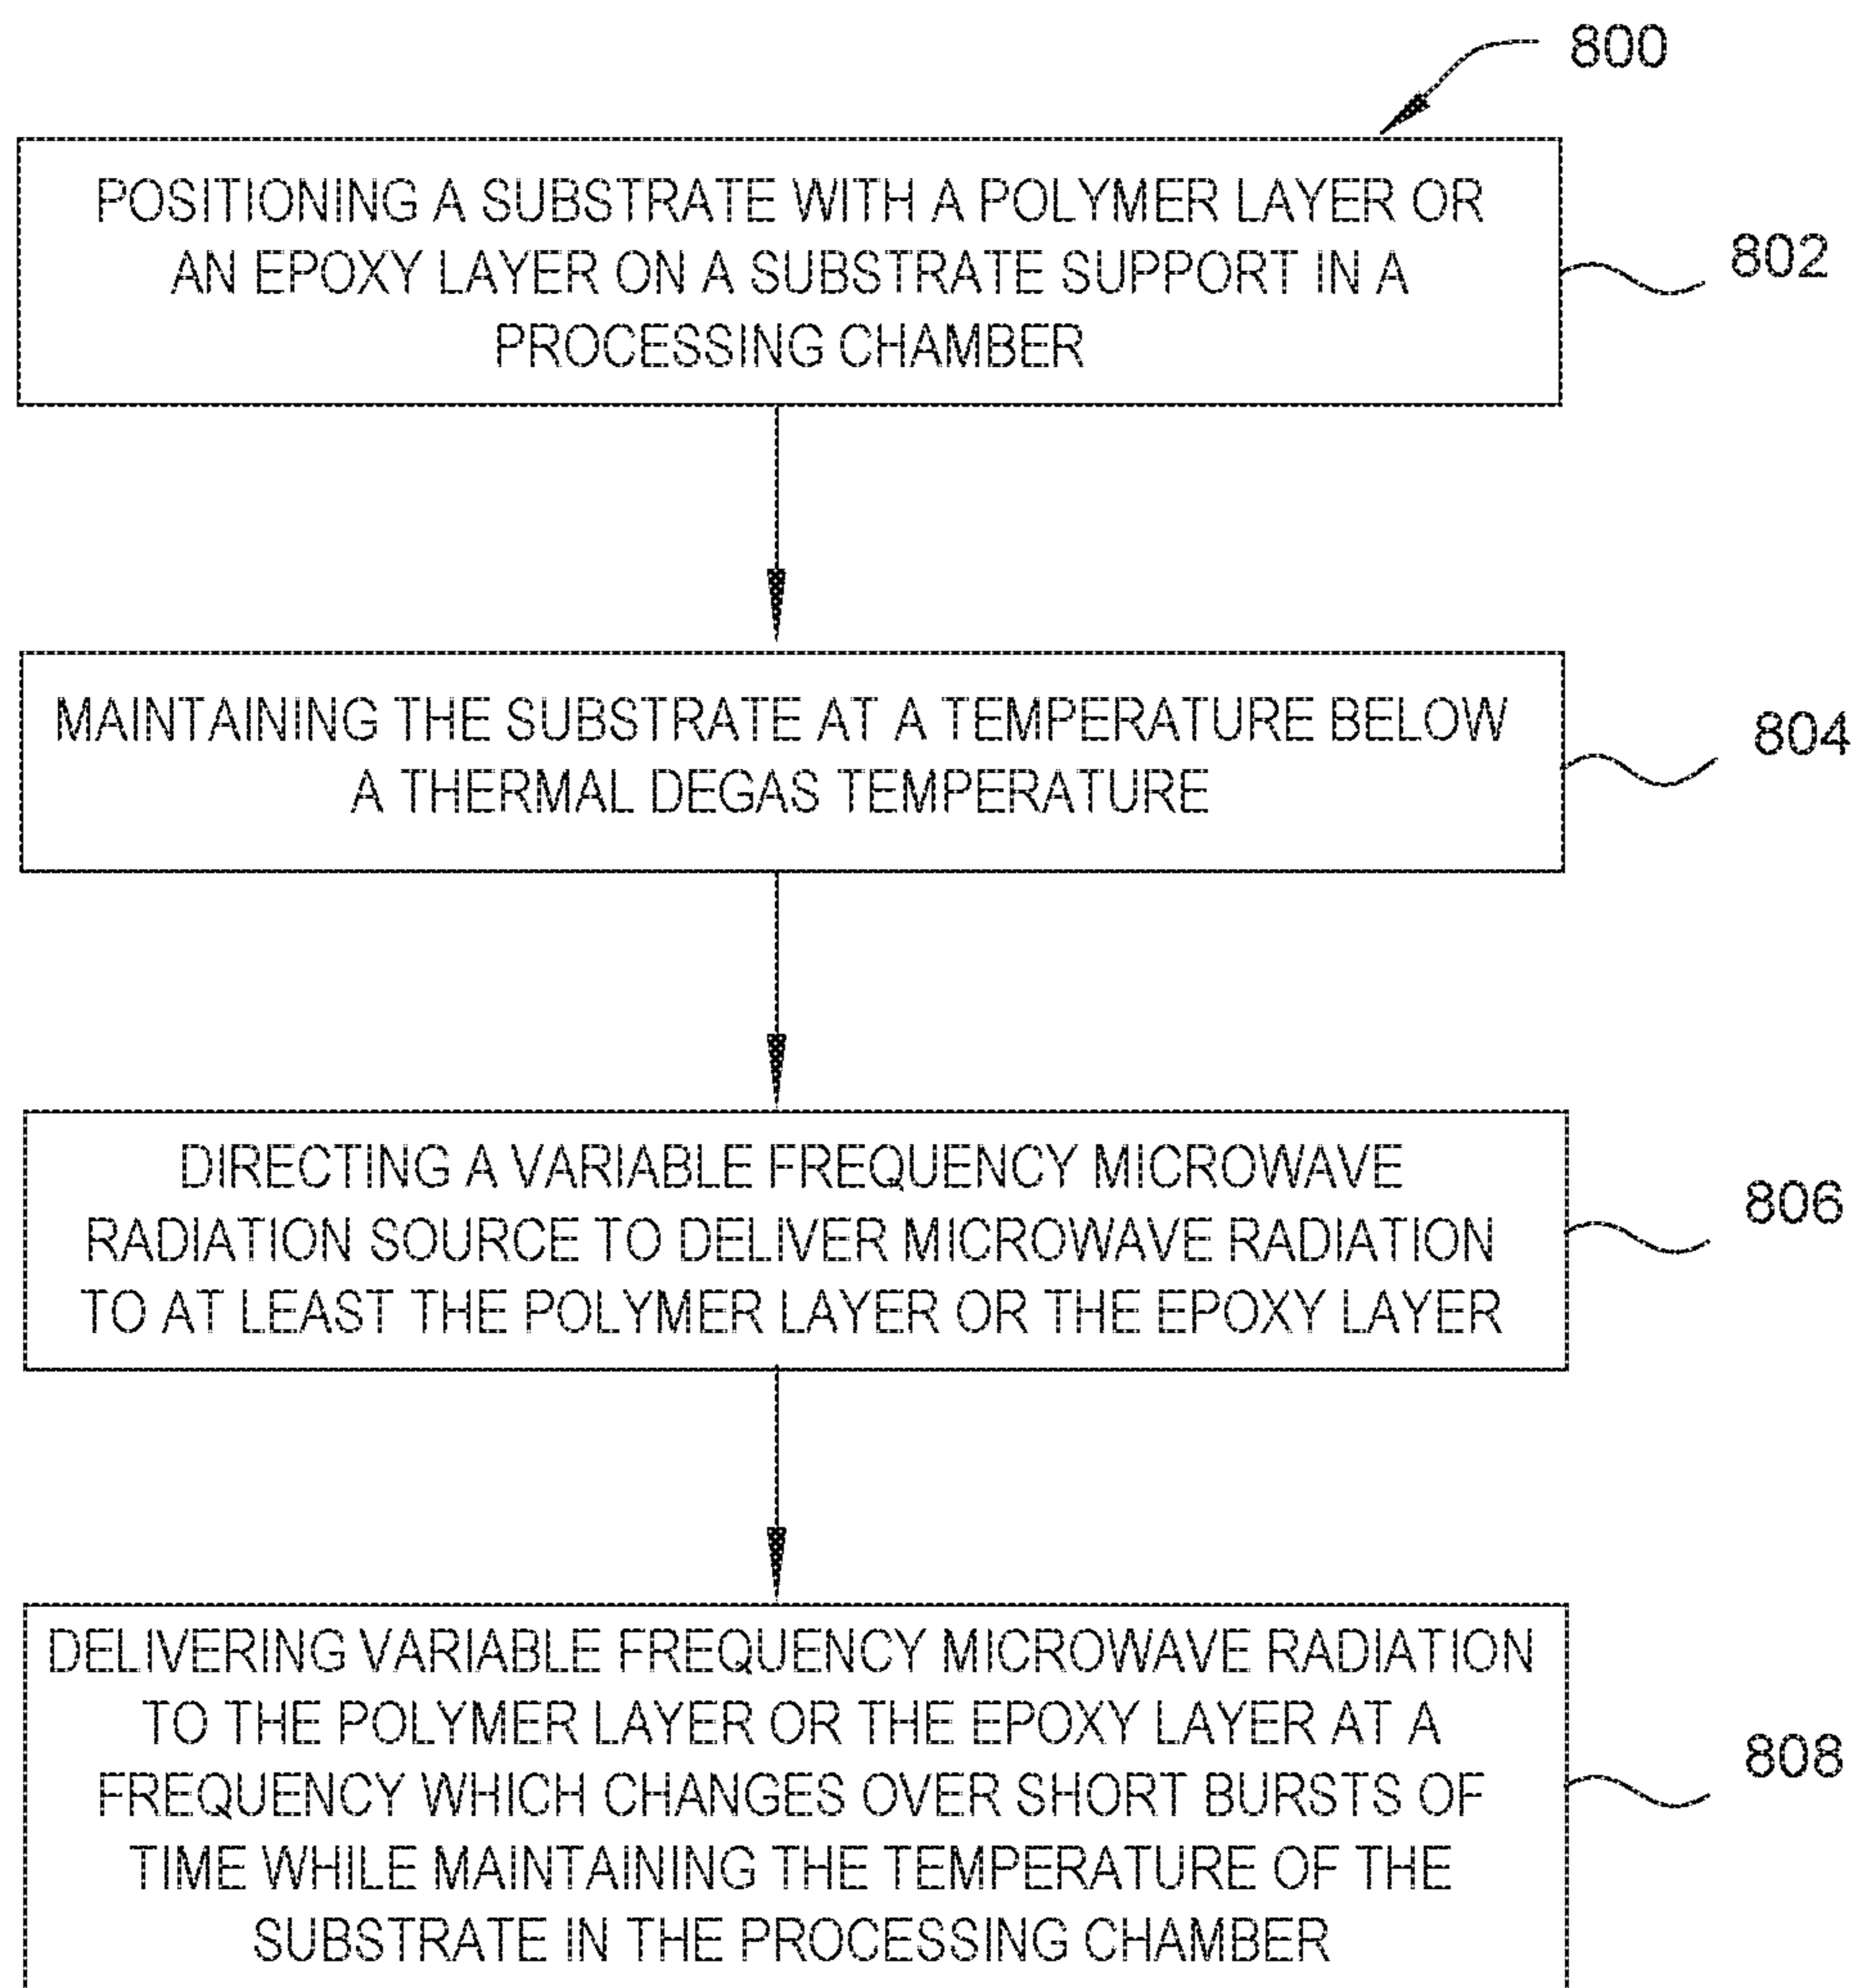 800
POSITIONING A SUBSTRATE WITH A POLYMER LAYER OR
AN EPOXY LAYER ON A SUBSTRATE SUPPORT IN A
PROCESSING CHAMBER
802
MAINTAINING THE SUBSTRATE AT A TEMPERATURE BELOW
A THERMAL DEGAS TEMPERATURE
804
DIRECTING A VARIABLE FREQUENCY MICROWAVE
RADIATION SOURCE TO DELIVER MICROWAVE RADIATION
TO AT LEAST THE POLYMER LAYER OR THE EPOXY LAYER
806
DELIVERING VARIABLE FREQUENCY MICROWAVE RADIATION
TO THE POLYMER LAYER OR THE EPOXY LAYER AT A
FREQUENCY WHICH CHANGES OVER SHORT BURSTS OF
TIME WHILE MAINTAINING THE TEMPERATURE OF THE
SUBSTRATE IN THE PROCESSING CHAMBER
808